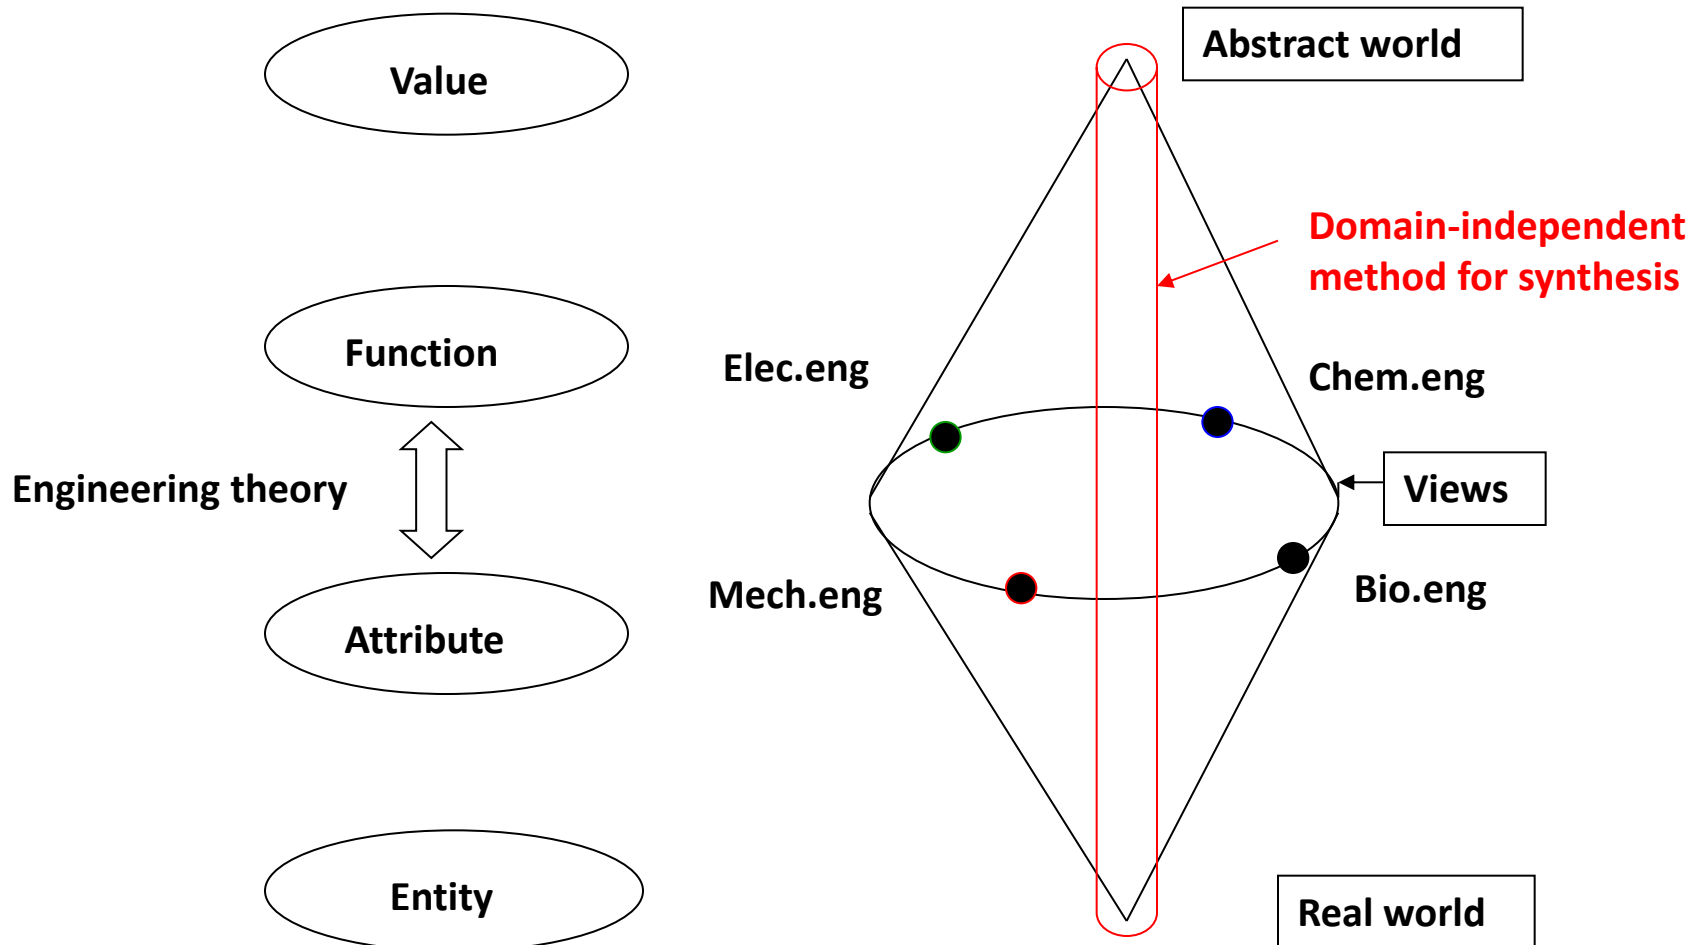 Value
Abstract world
Domain-independent
method for synthesis
Function
Elec.eng
Chem.eng
Engineering theory
Views
Mech.eng
Bio.eng
Attribute
Entity
Real world